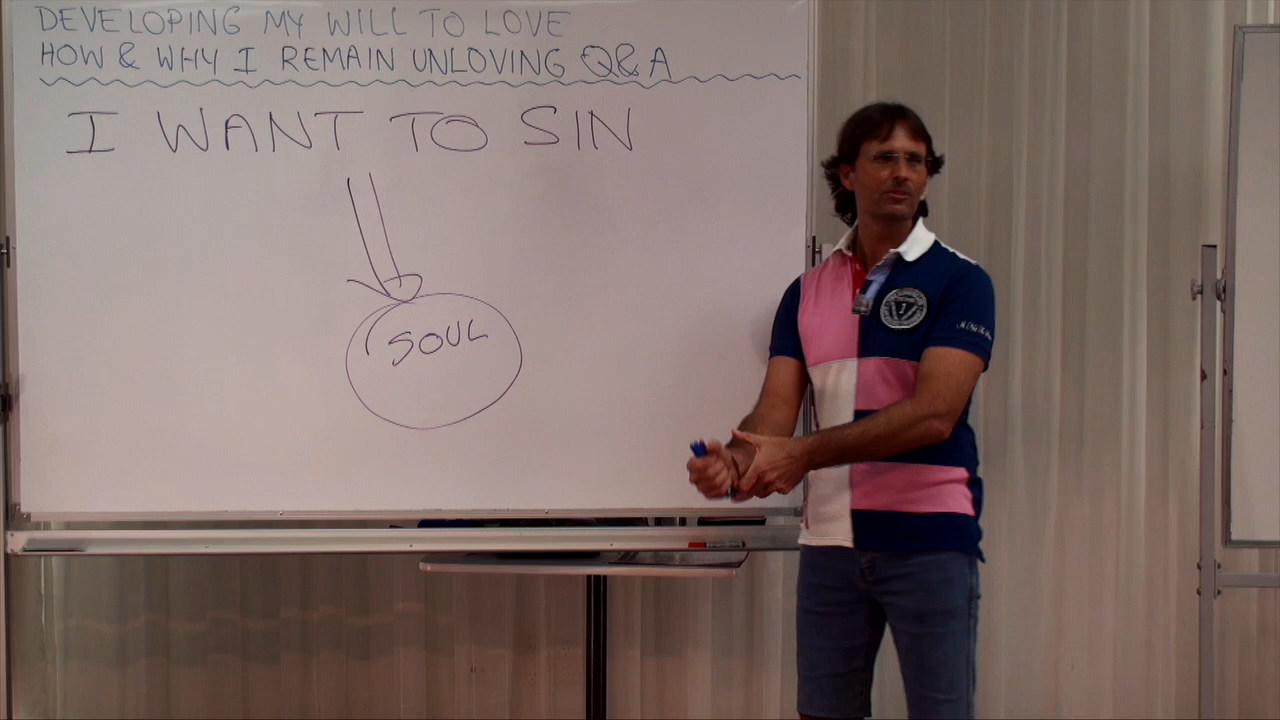 DEVELOPING MY WILL TO LOVE
HOW & WHY I REMAIN UNLOVING Q&A
I WANT TO SIN
SOUL
J